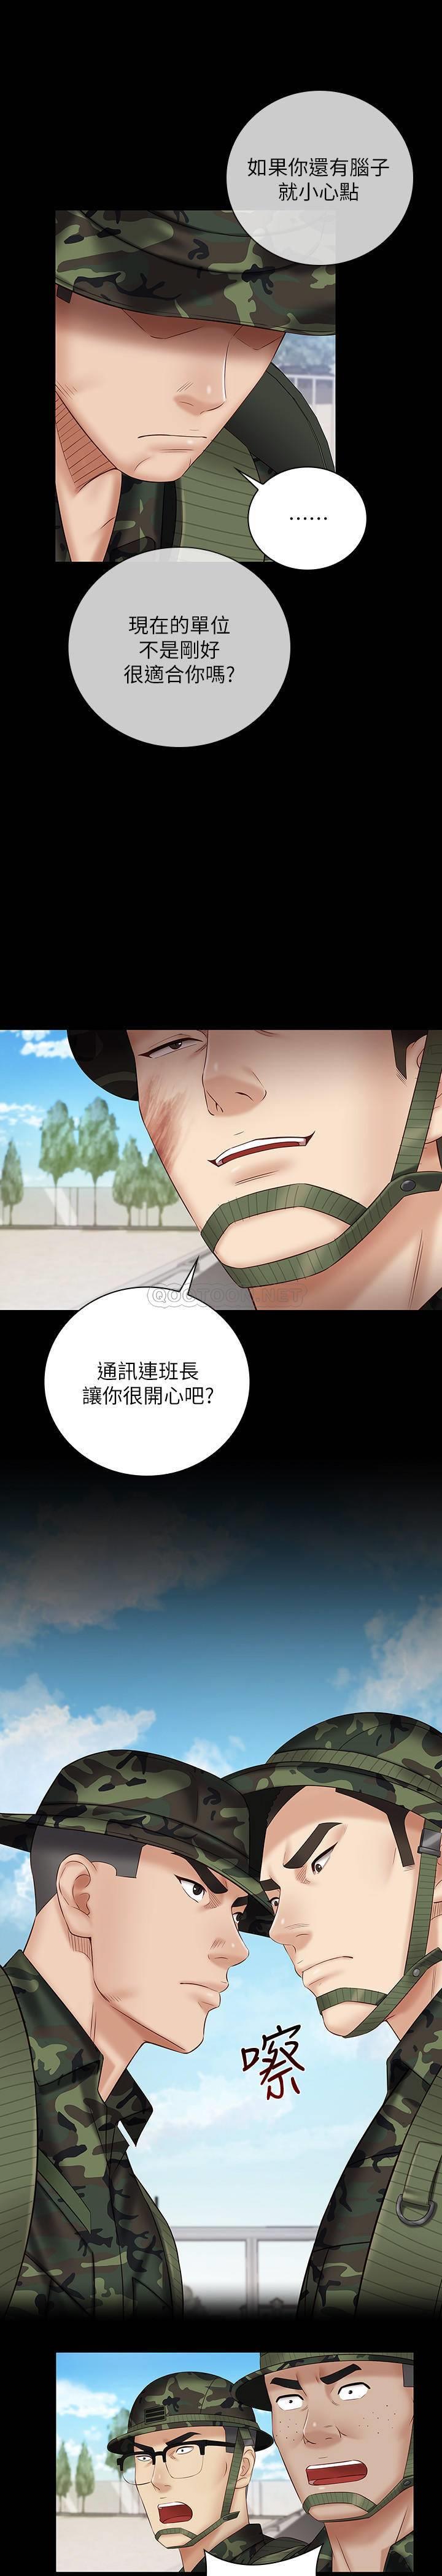 如果你還有腦子
就小心點
……
現在的單位
不是剛好
很適合你嗎?
通訊連班長
讓你很開心吧?
嚓